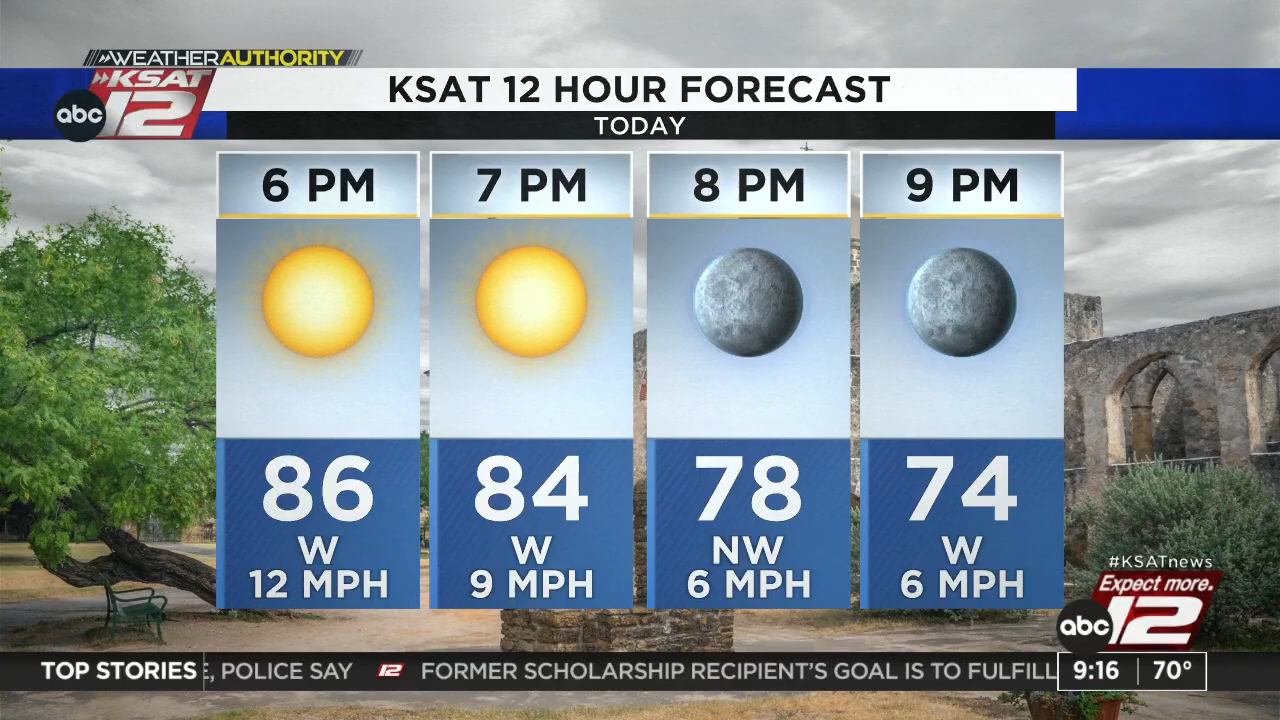 WEATHERAUTHORITY
KSAT
abc 12
KSAT 12 HOUR FORECAST
TODAY
6 PM 7 PM 8 PM 9 PM
86 84 78 74
W W NW W
12 MPH 9 MPH 6 MPH 6 MPH
#KSATnews
Expect more.
abc 12
TOP STORIES E, POLICE SAY 12 FORMER SCHOLARSHIP RECIPIENT'S GOAL IS TO FULFILL 9:16 70°